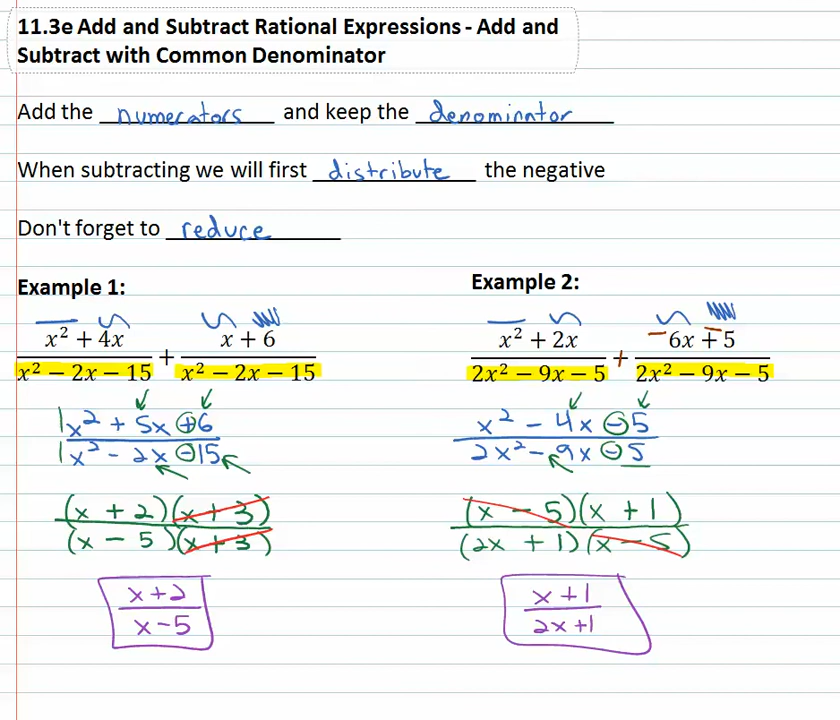 11.3e Add and Subtract Rational Expressions - Add and
Subtract with Common Denominator
Add the numerators and keep the denominator
When subtracting we will first distribute the negative
Don't forget to reduce
Example 1:
(x² + 4x)/(x² − 2x − 15) + (x + 6)/(x² − 2x − 15)
(1x² + 5x + 6)/(1x² - 2x - 15)
(x + 2)(x + 3)/(x - 5)(x + 3)
(x+2)/(x-5)
Example 2:
(x² + 2x)/(2x² − 9x − 5) + (−6x ∓ 5)/(2x² − 9x − 5)
(x² - 4x - 5)/(2x² - 9x - 5)
(x - 5)(x + 1)/(2x + 1)(x - 5)
(x+1)/(2x+1)